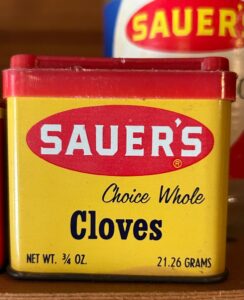 SAUER'S
SAUER'S®
Choice Whole
Cloves
NET WT. ¾ OZ. 21.26 GRAMS